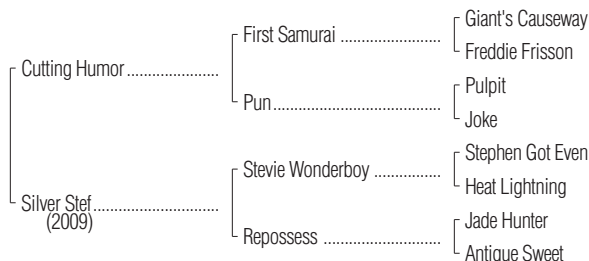 Giant's Causeway
First Samurai ....................
Freddie Frisson
Cutting Humor ....................
Pulpit
Pun ....................
Joke
Stephen Got Even
Stevie Wonderboy ....................
Heat Lightning
Silver Stef ....................
(2009)
Jade Hunter
Repossess ....................
Antique Sweet